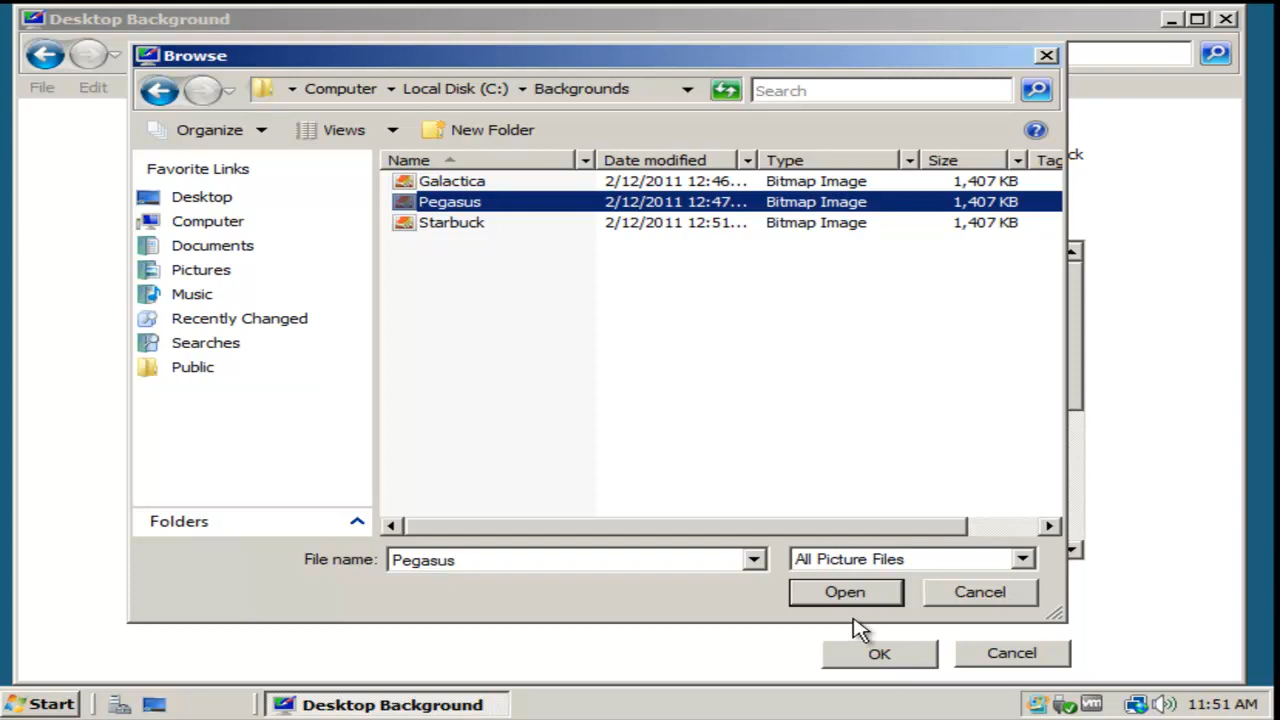 Desktop Background
File Edit
Browse
Computer Local Disk (C:) Backgrounds
Search
Organize Views New Folder
Favorite Links
Desktop
Computer
Documents
Pictures
Music
Recently Changed
Searches
Public
Folders
Name Date modified Type Size Tag
Galactica 2/12/2011 12:46... Bitmap Image 1,407 KB
Pegasus 2/12/2011 12:47... Bitmap Image 1,407 KB
Starbuck 2/12/2011 12:51... Bitmap Image 1,407 KB
ck
File name: Pegasus All Picture Files
Open Cancel
OK Cancel
Start Desktop Background vm 11:51 AM